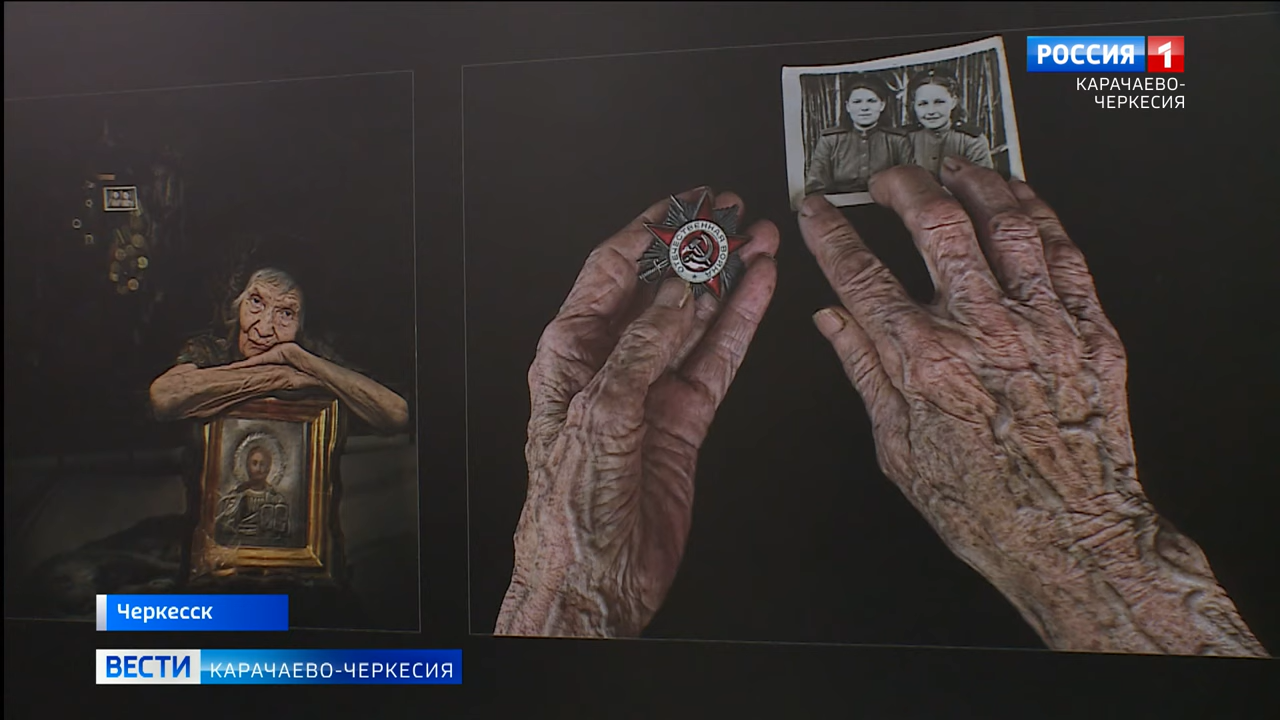 РОССИЯ 1
КАРАЧАЕВО-
ЧЕРКЕСИЯ
ОТЕЧЕСТВЕННАЯ ВОЙНА
Черкесск
ВЕСТИ КАРАЧАЕВО-ЧЕРКЕСИЯ